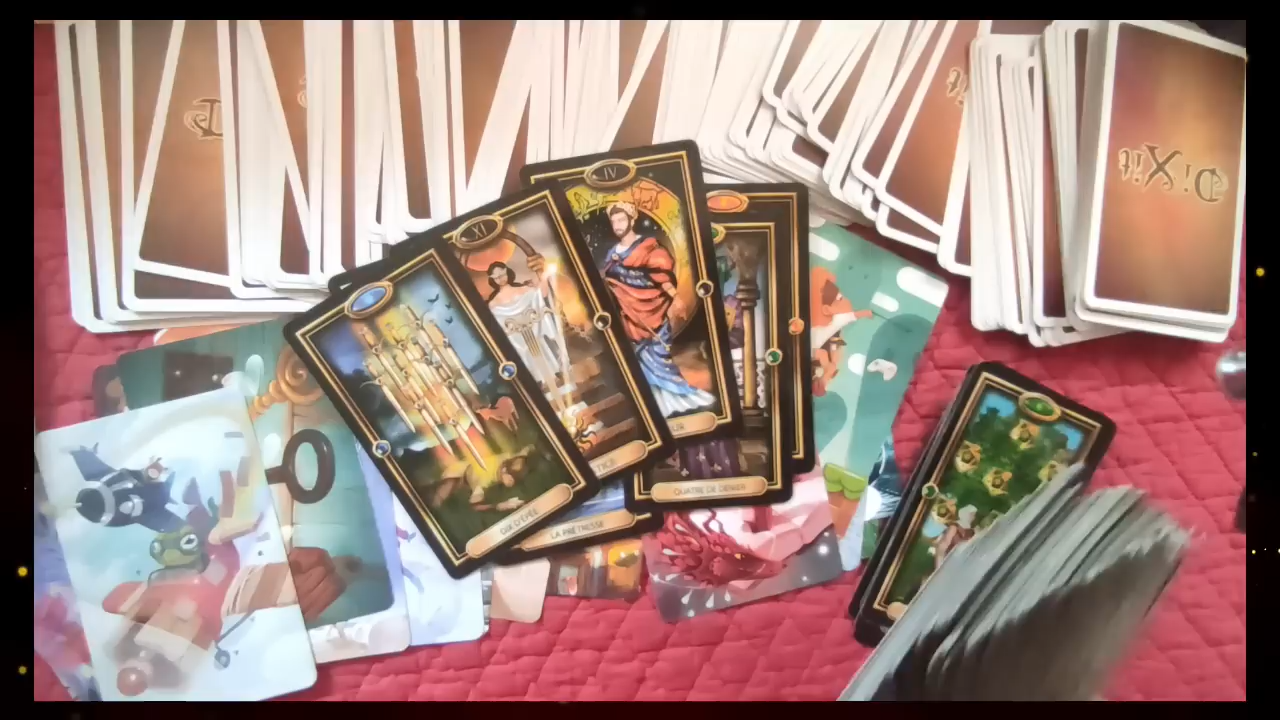 DiXit
IV
XI
DIX D'ÉPÉE
LA PRÊTRESSE
QUATRE DE DENIER